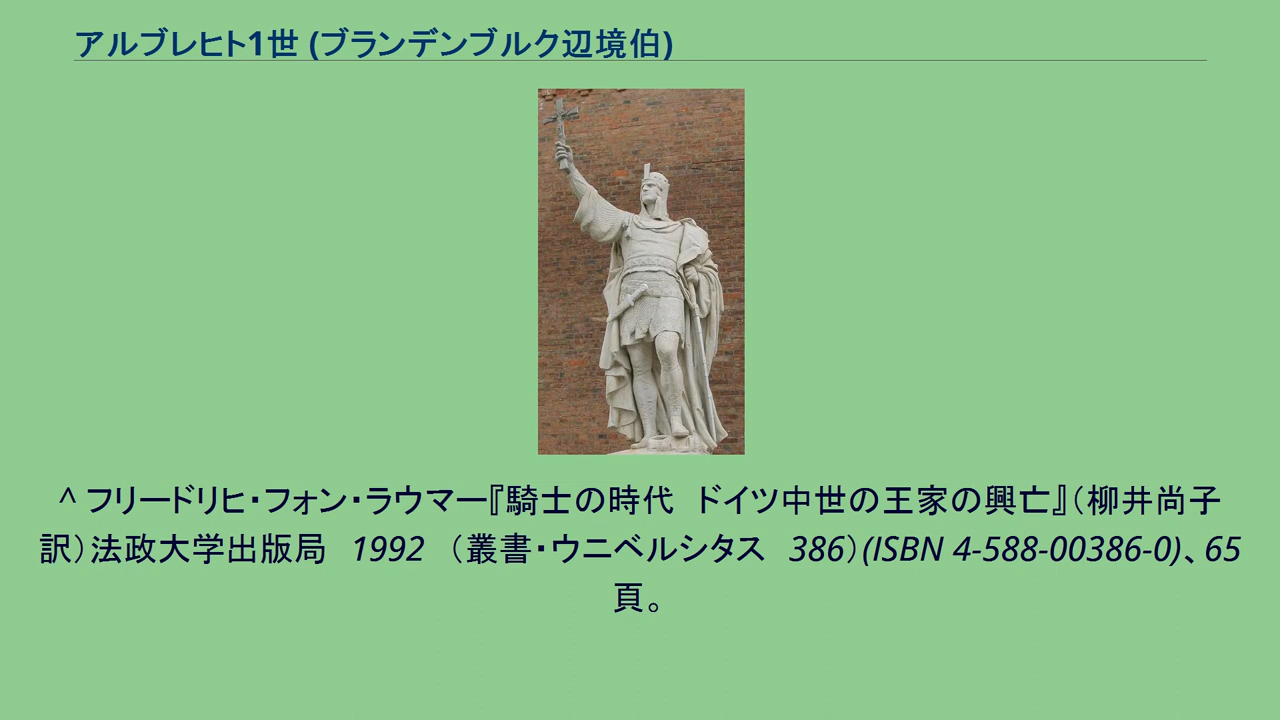 アルブレヒト1世 (ブランデンブルク辺境伯)
^ フリードリヒ・フォン・ラウマー『騎士の時代　ドイツ中世の王家の興亡』（柳井尚子
訳）法政大学出版局　1992　（叢書・ウニベルシタス　386）(ISBN 4-588-00386-0)、65
頁。